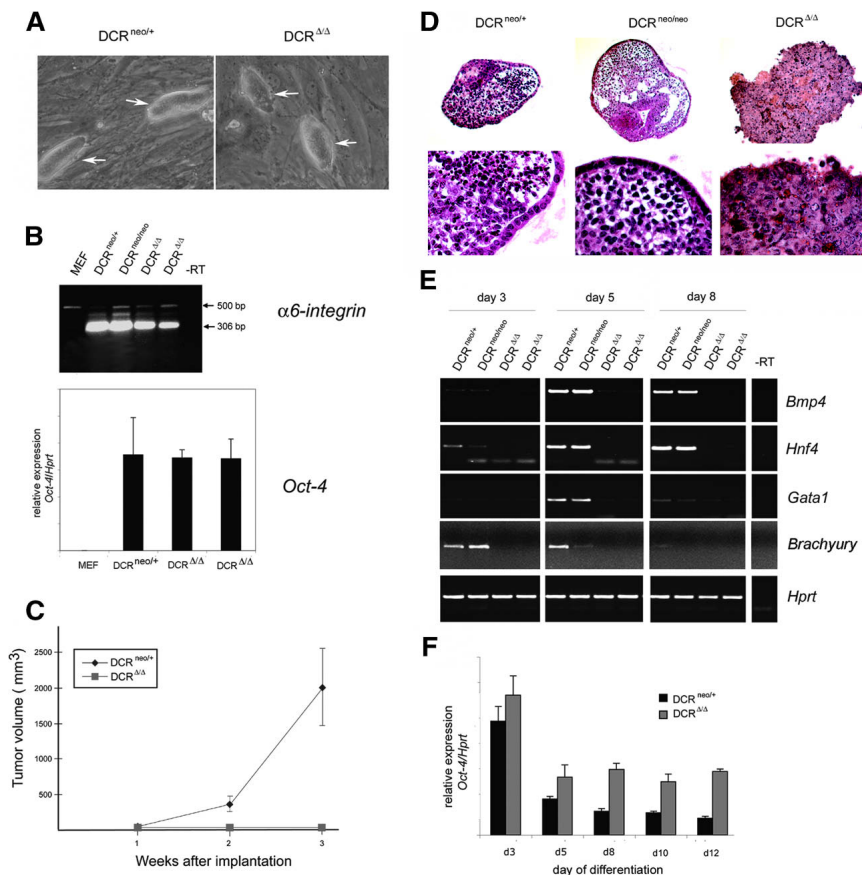 A
DCR neo/+
DCR Δ/Δ
B
MEF
DCR neo/+
DCR neo/neo
DCR Δ/Δ
DCR Δ/Δ
-RT
500 bp
306 bp
α6-integrin
relative expression
Oct-4/Hprt
Oct-4
MEF
DCR neo/+
DCR Δ/Δ
DCR Δ/Δ
C
Tumor volume ( mm3)
2500
2000
1500
1000
500
DCR neo/+
DCR Δ/Δ
1
2
3
Weeks after implantation
D
DCR neo/+
DCR neo/neo
DCR Δ/Δ
E
day 3
day 5
day 8
DCR neo/+
DCR neo/neo
DCR Δ/Δ
DCR Δ/Δ
DCR neo/+
DCR neo/neo
DCR Δ/Δ
DCR Δ/Δ
DCR neo/+
DCR neo/neo
DCR Δ/Δ
DCR Δ/Δ
-RT
Bmp4
Hnf4
Gata1
Brachyury
Hprt
F
relative expression
Oct-4/Hprt
DCR neo/+
DCR Δ/Δ
d3
d5
d8
d10
d12
day of differentiation